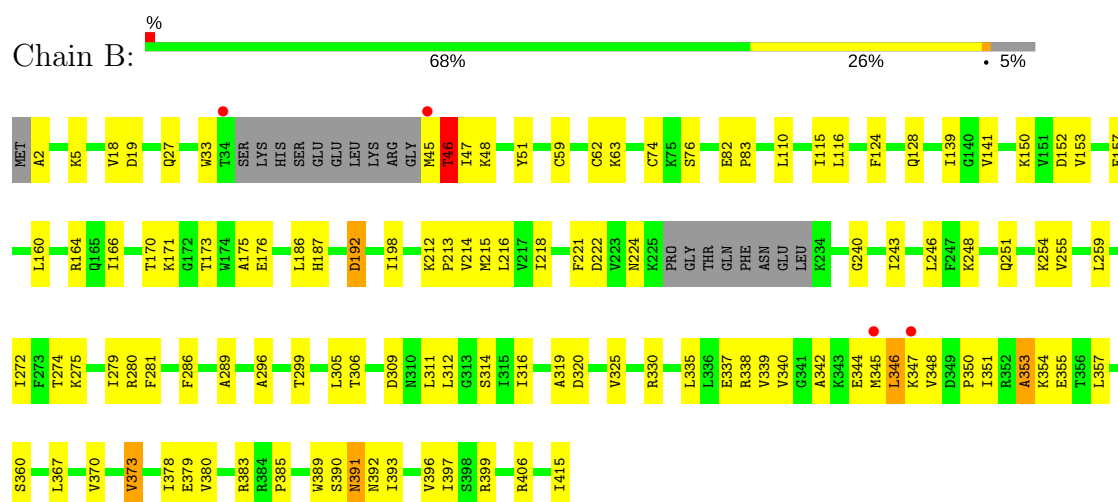 %
Chain B:
68% 26% • 5%
MET A2 K5 V18 D19 Q27 W33 T34 SER LYS HIS SER GLU GLU LEU LYS ARG GLY M45 T46 I47 K48 Y51 G59 C62 K63 C74 K75 S76 E82 P83 L110 I115 L116 F124 Q128 I139 G140 V141 K150 V151 D152 V153 E157
L160 R164 Q165 I166 T170 K171 G172 T173 W174 A175 E176 L186 H187 D192 I198 K212 P213 V214 M215 L216 V217 I218 F221 D222 V223 N224 K225 PRO GLY THR GLN PHE ASN GLU LEU K234 G240 I243 L246 F247 K248 Q251 K254 V255 L259
I272 F273 T274 K275 I279 R280 F281 F286 A289 A296 T299 L305 T306 D309 N310 L311 L312 G313 S314 I315 I316 A319 D320 V325 R330 L335 L336 E337 R338 V339 V340 G341 A342 K343 E344 M345 L346 K347 V348 D349 P350 I351 R352 A353 K354 E355 T356 L357
S360 L367 V370 V373 I378 E379 V380 R383 R384 P385 W389 S390 N391 N392 I393 V396 I397 S398 R399 R406 I415